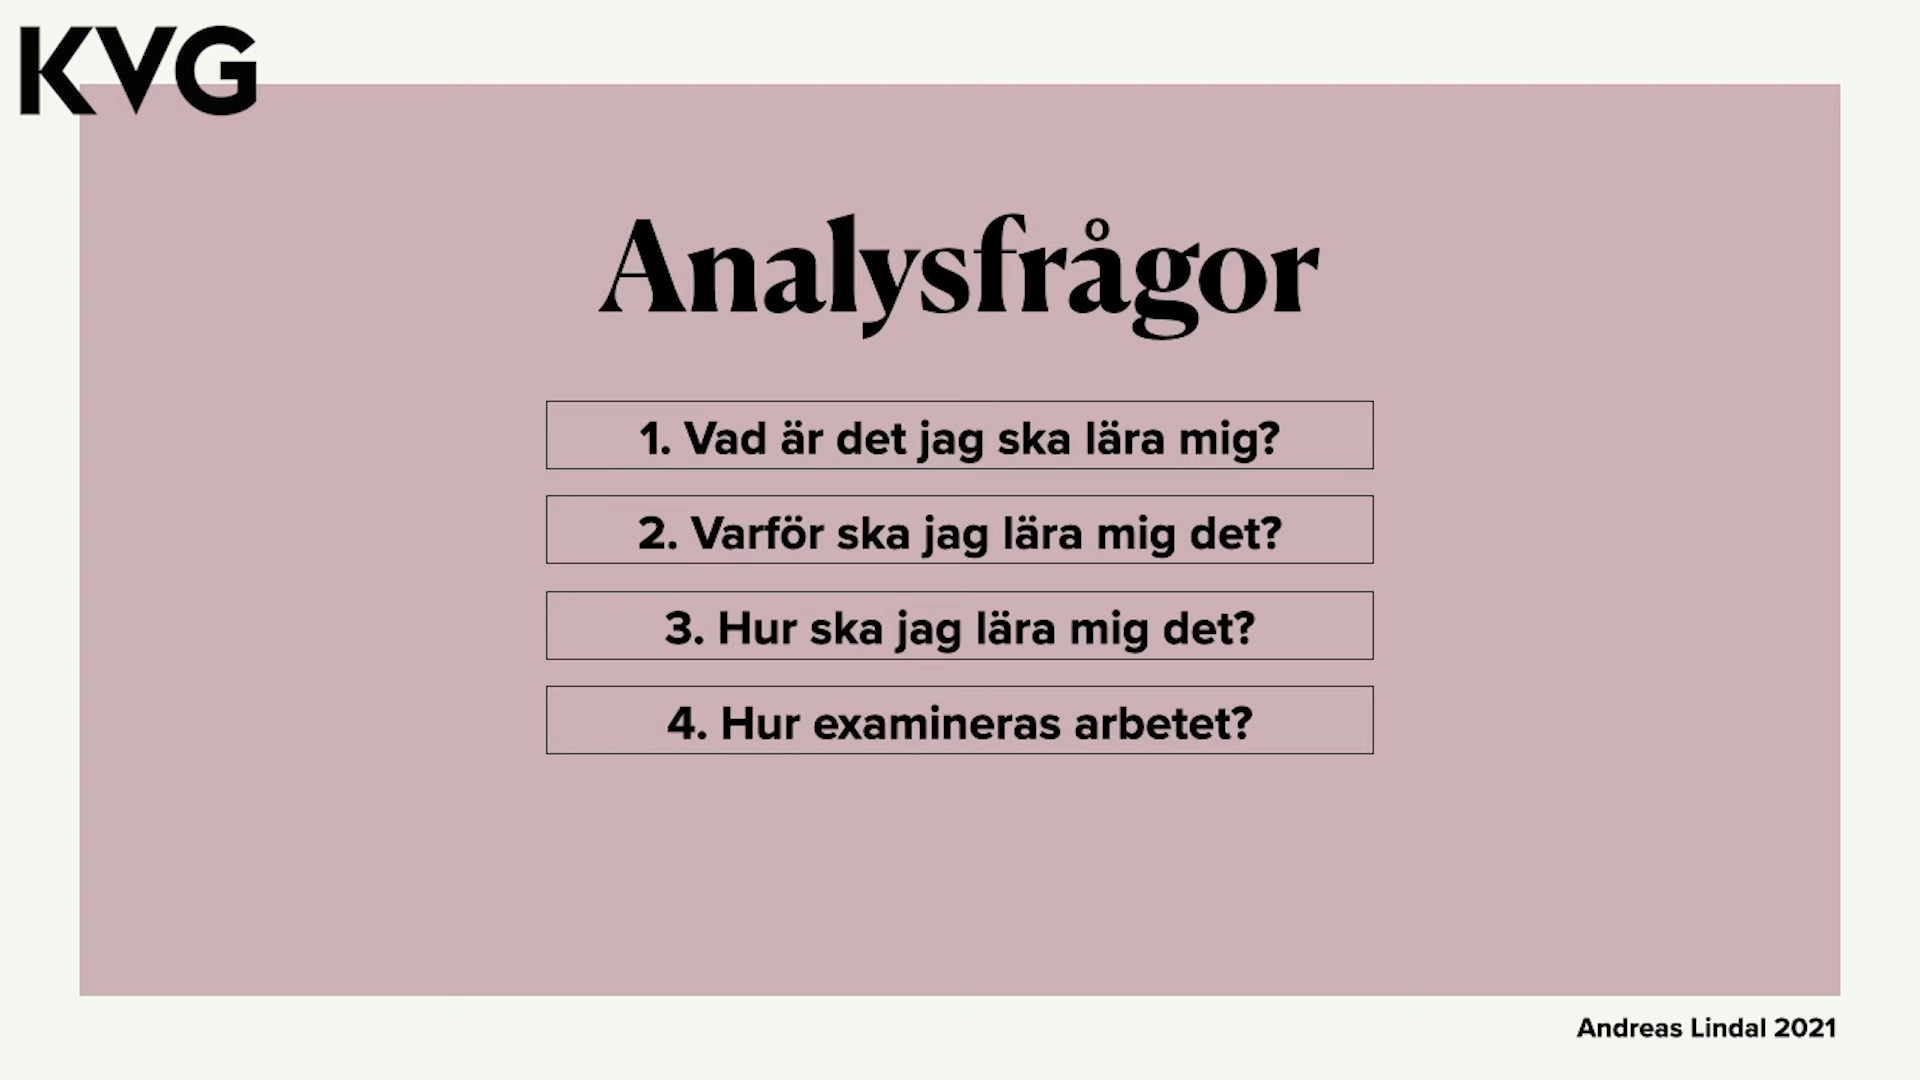 KVG
Analysfrågor
1. Vad är det jag ska lära mig?
2. Varför ska jag lära mig det?
3. Hur ska jag lära mig det?
4. Hur examineras arbetet?
Andreas Lindal 2021